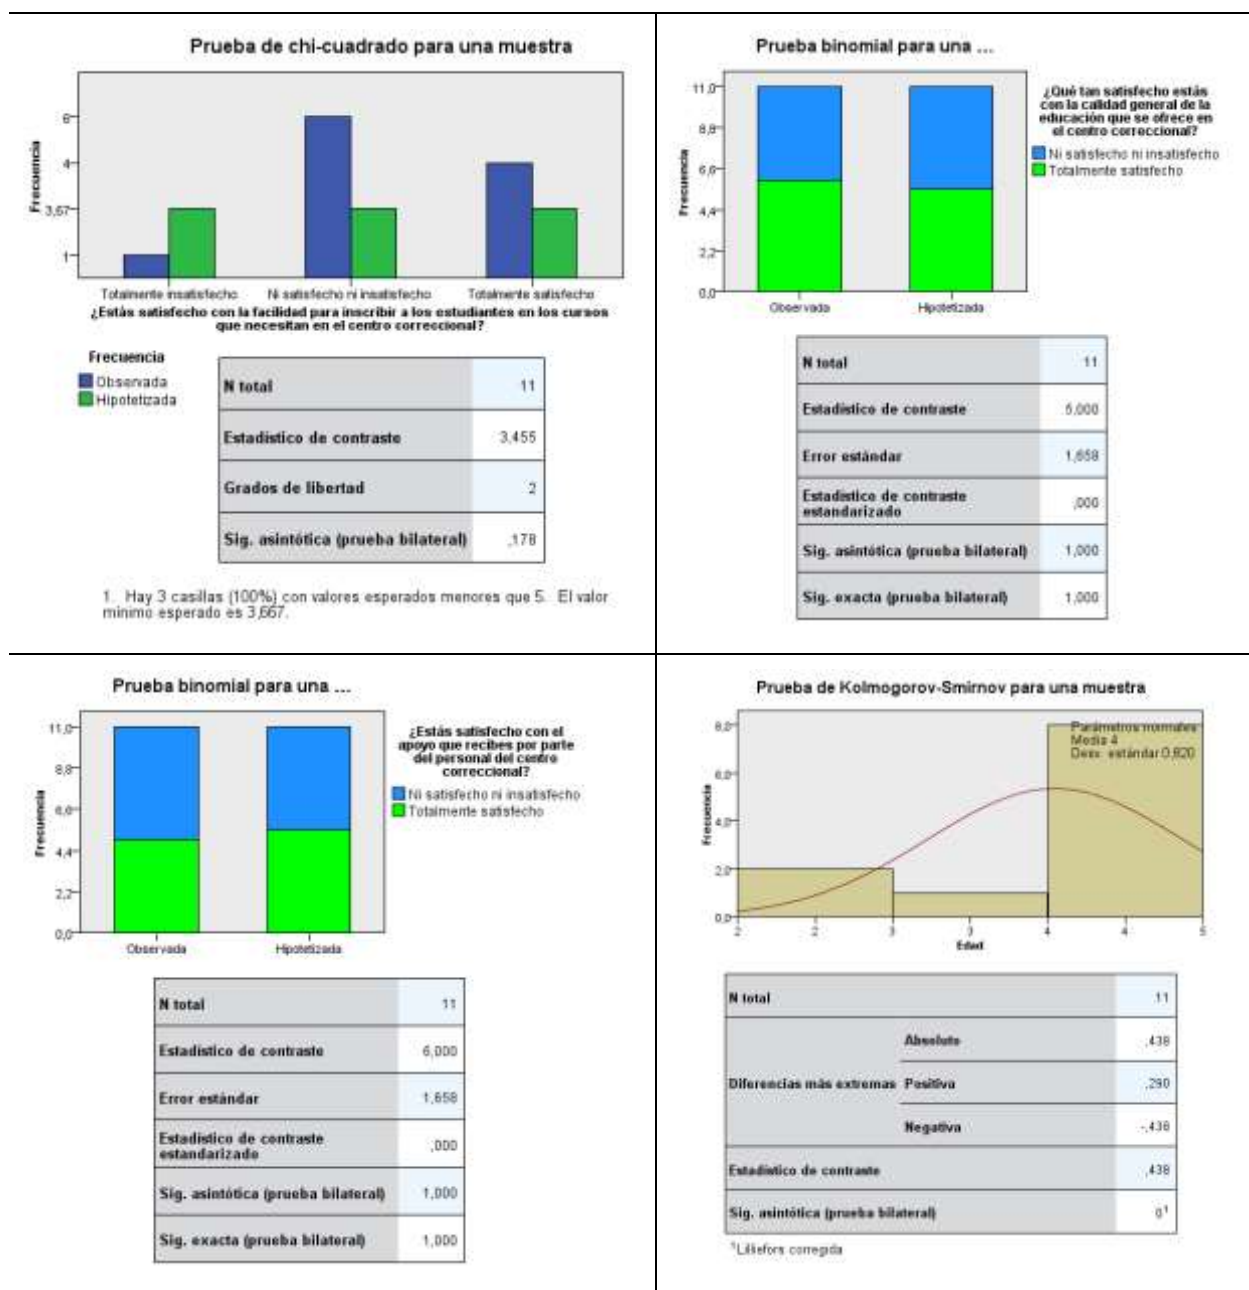 Prueba de chi-cuadrado para una muestra
Frecuencia
6
4
3,67
1
Totalmente insatisfecho
Ni satisfecho ni insatisfecho
Totalmente satisfecho
¿Estás satisfecho con la facilidad para inscribir a los estudiantes en los cursos
que necesitan en el centro correccional?
Frecuencia
Observada
Hipotetizada
N total 11
Estadístico de contraste 3,455
Grados de libertad 2
Sig. asintótica (prueba bilateral) ,178
1. Hay 3 casillas (100%) con valores esperados menores que 5. El valor
mínimo esperado es 3,667.
Prueba binomial para una ...
Frecuencia
11,0
8,8
6,6
4,4
2,2
0,0
Observada
Hipotetizada
¿Qué tan satisfecho estás
con la calidad general de la
educación que se ofrece en
el centro correccional?
Ni satisfecho ni insatisfecho
Totalmente satisfecho
N total 11
Estadístico de contraste 5,000
Error estándar 1,658
Estadístico de contraste
estandarizado ,000
Sig. asintótica (prueba bilateral) 1,000
Sig. exacta (prueba bilateral) 1,000
Prueba binomial para una ...
Frecuencia
11,0
8,8
6,6
4,4
2,2
0,0
Observada
Hipotetizada
¿Estás satisfecho con el
apoyo que recibes por parte
del personal del centro
correccional?
Ni satisfecho ni insatisfecho
Totalmente satisfecho
N total 11
Estadístico de contraste 6,000
Error estándar 1,658
Estadístico de contraste
estandarizado ,000
Sig. asintótica (prueba bilateral) 1,000
Sig. exacta (prueba bilateral) 1,000
Prueba de Kolmogorov-Smirnov para una muestra
Frecuencia
8,0
6,0
4,0
2,0
0,0
Parámetros normales
Media 4
Desv. estándar 0,820
2
2
3
3
4
4
5
Edad
N total 11
Diferencias más extremas
Absoluto ,438
Positiva ,290
Negativa -,438
Estadístico de contraste ,438
Sig. asintótica (prueba bilateral) 0¹
¹Lilliefors corregida